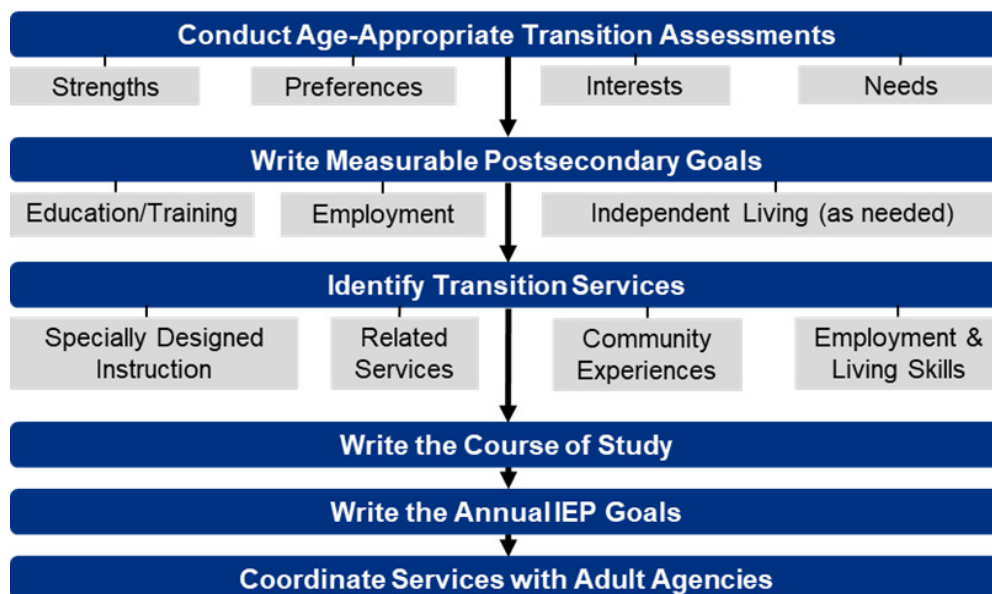 Conduct Age-Appropriate Transition Assessments
Strengths
Preferences
Interests
Needs
Write Measurable Postsecondary Goals
Education/Training
Employment
Independent Living (as needed)
Identify Transition Services
Specially Designed
Instruction
Related
Services
Community
Experiences
Employment &
Living Skills
Write the Course of Study
Write the Annual IEP Goals
Coordinate Services with Adult Agencies